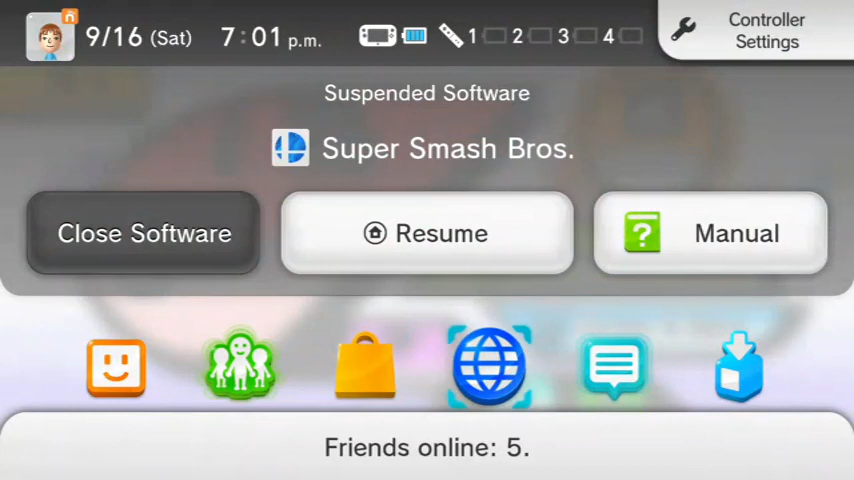 9/16 (Sat) 7:01 p.m. 1 2 3 4
Controller
Settings
Suspended Software
Super Smash Bros.
Close Software
Resume
? Manual
Friends online: 5.